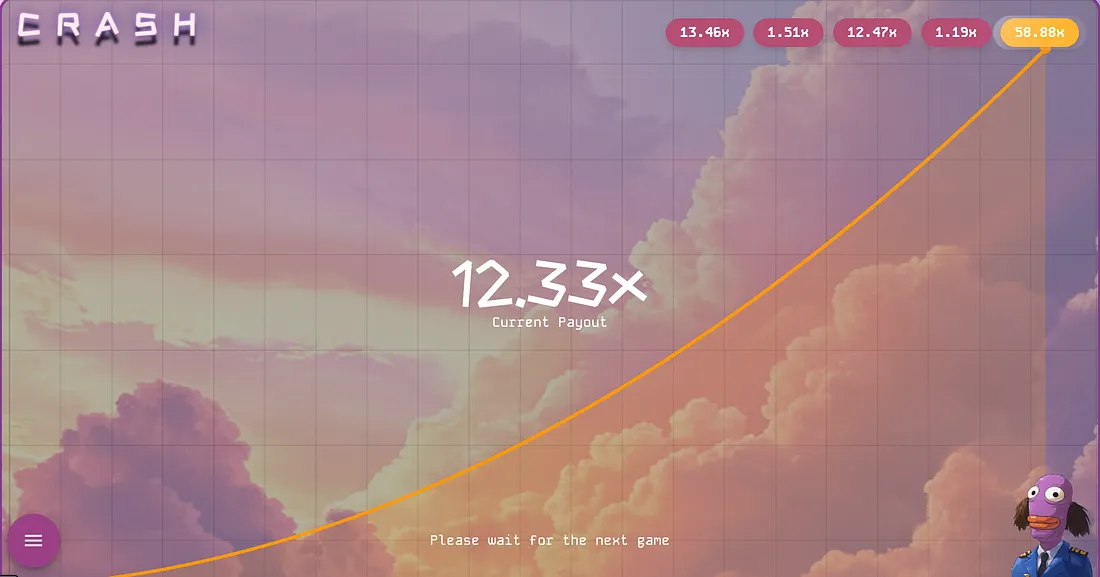 CRASH
13.46x 1.51x 12.47x 1.19x 58.88x
12.33x
Current Payout
Please wait for the next game